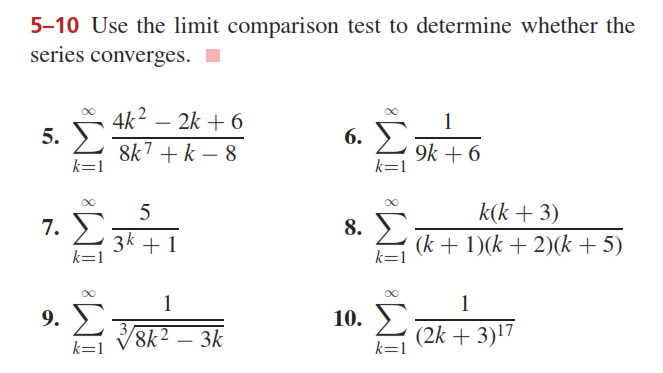 5–10 Use the limit comparison test to determine whether the
series converges.
5. ∑_{k=1}^{∞} (4k² − 2k + 6)/(8k⁷ + k − 8)
6. ∑_{k=1}^{∞} 1/(9k + 6)
7. ∑_{k=1}^{∞} 5/(3ᵏ + 1)
8. ∑_{k=1}^{∞} k(k + 3)/((k + 1)(k + 2)(k + 5))
9. ∑_{k=1}^{∞} 1/∛(8k² − 3k)
10. ∑_{k=1}^{∞} 1/(2k + 3)¹⁷